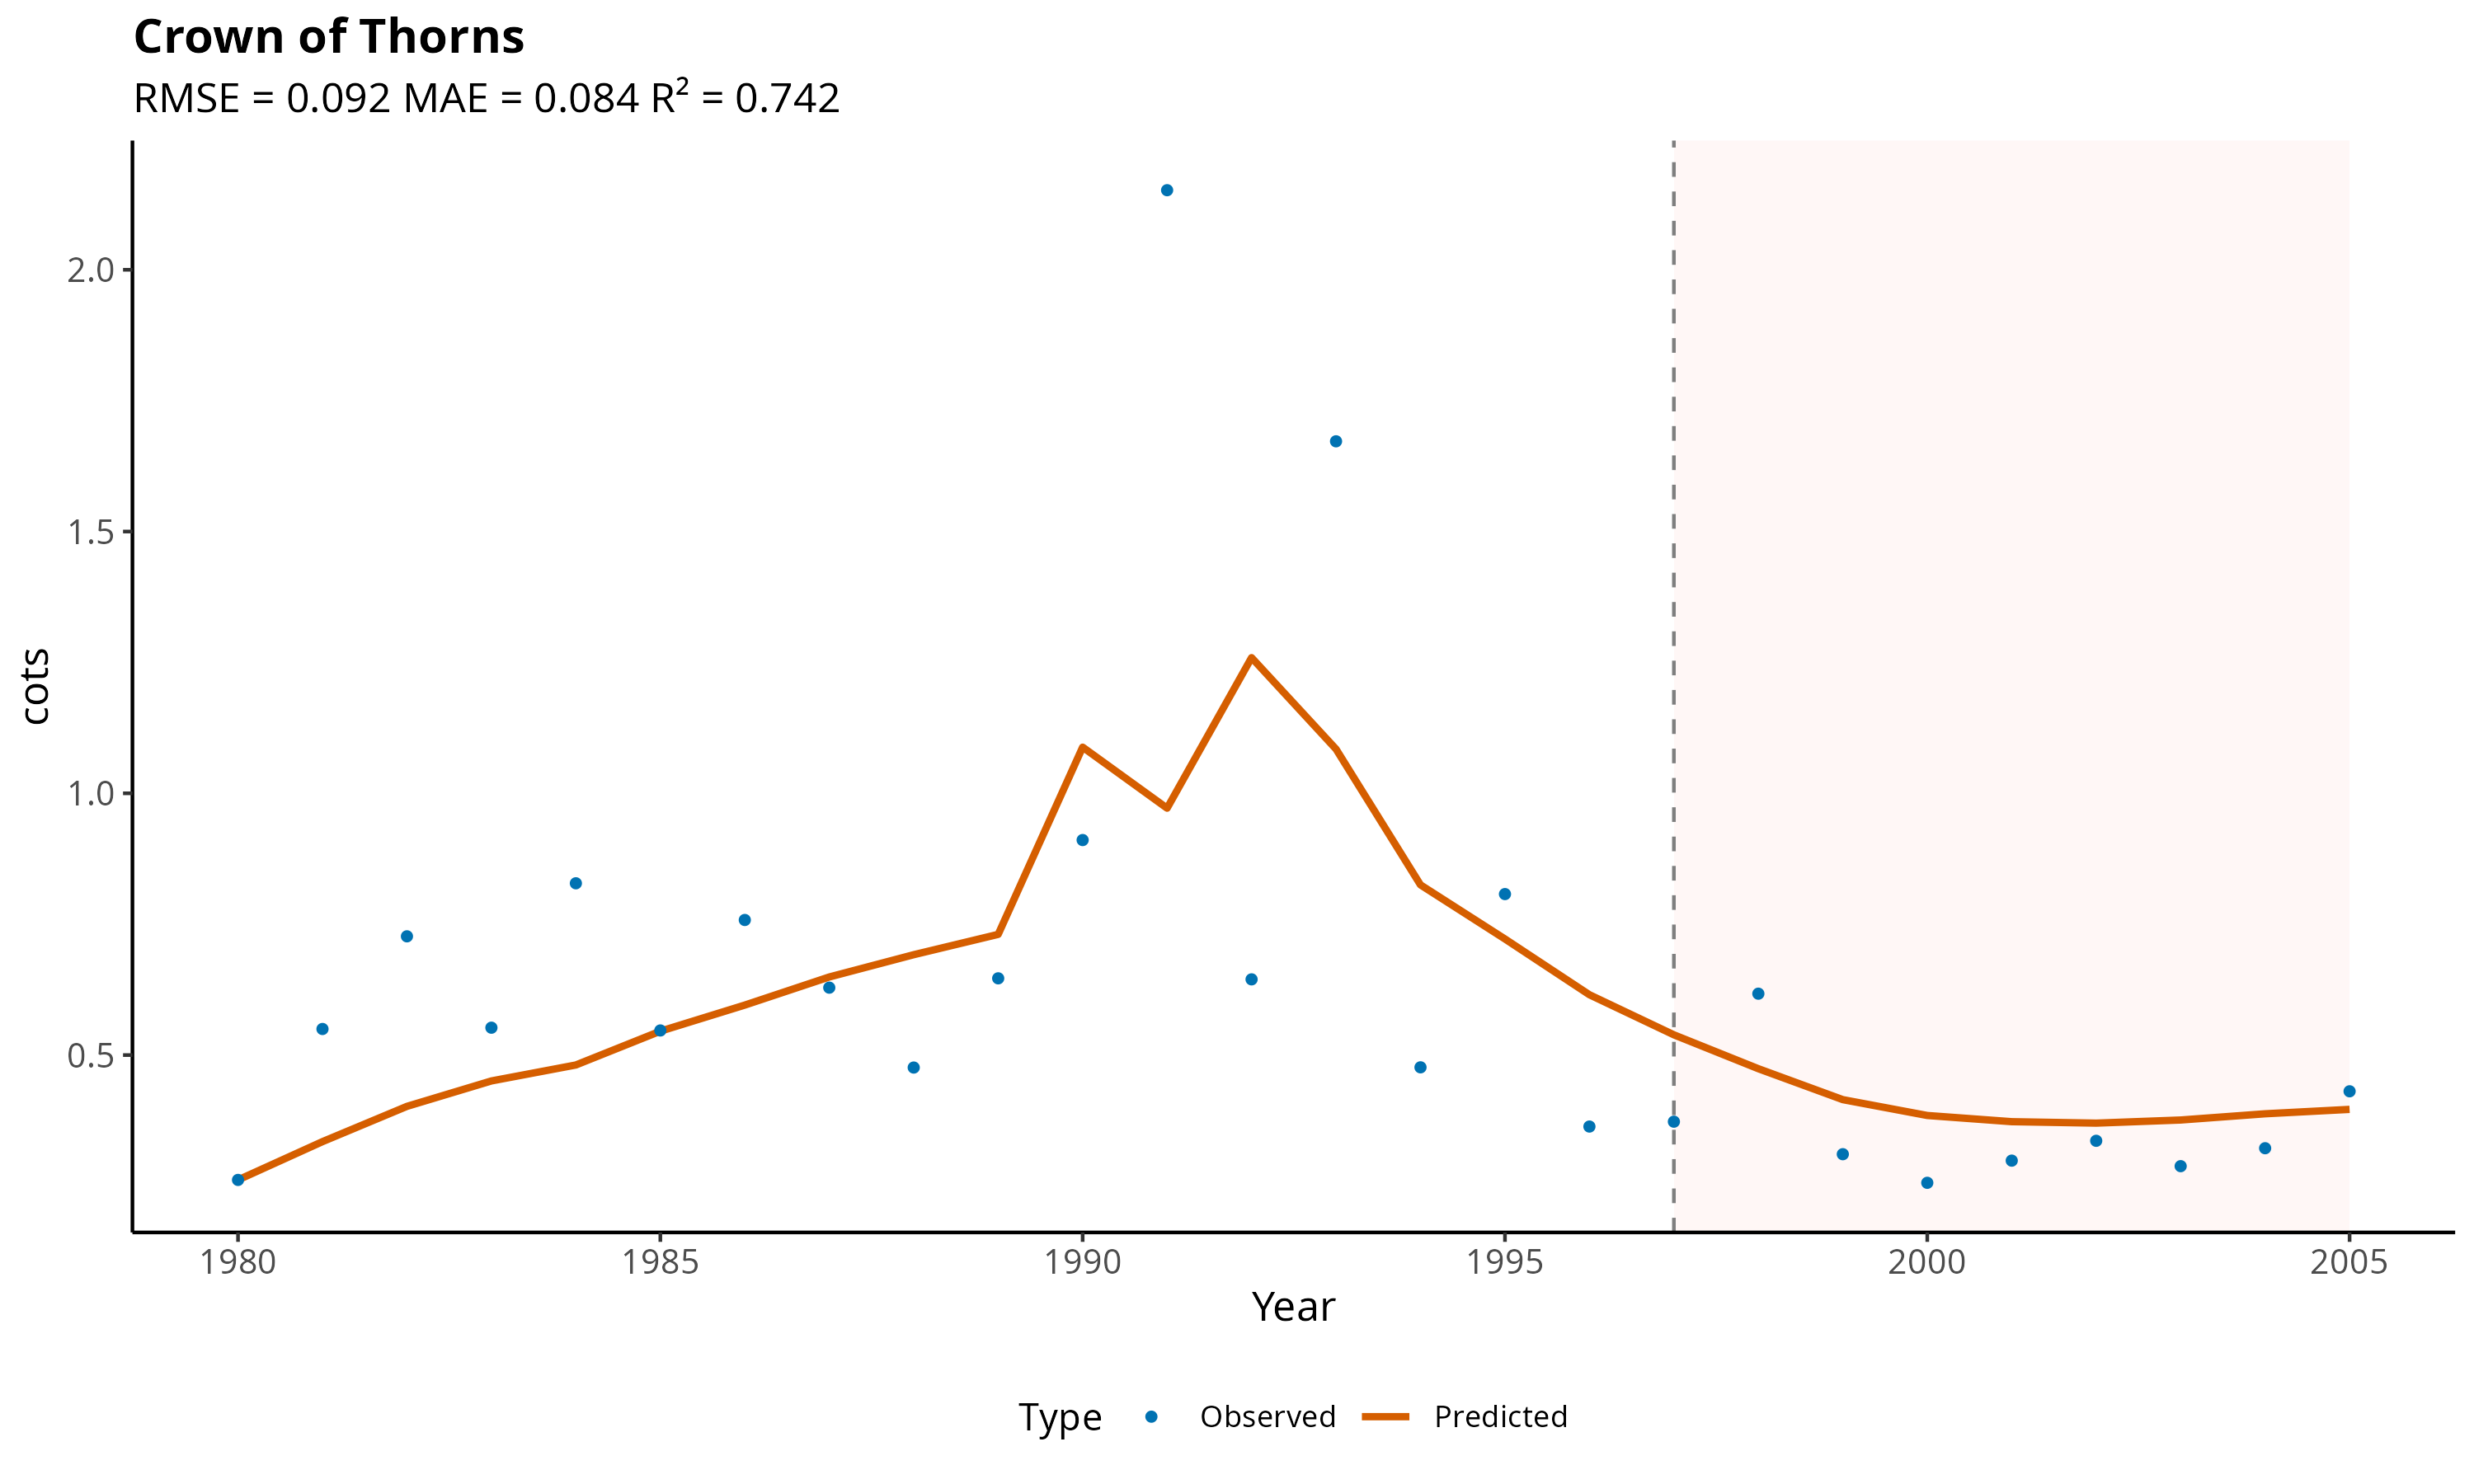 Crown of Thorns
RMSE = 0.092 MAE = 0.084 R² = 0.742
cots
2.0
1.5
1.0
0.5
1980 1985 1990 1995 2000 2005
Year
Type Observed Predicted